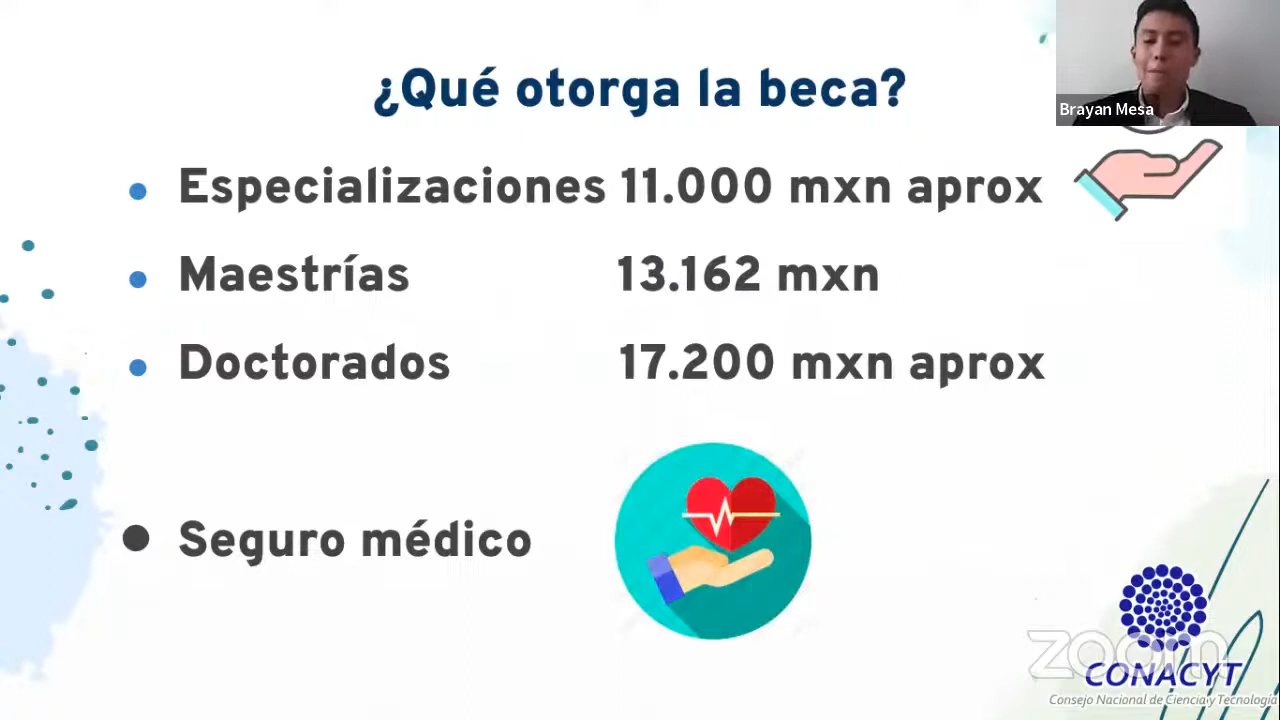 ¿Qué otorga la beca?
Brayan Mesa
Especializaciones 11.000 mxn aprox
Maestrías 13.162 mxn
Doctorados 17.200 mxn aprox
Seguro médico
zoom
CONACYT
Consejo Nacional de Ciencia y Tecnología